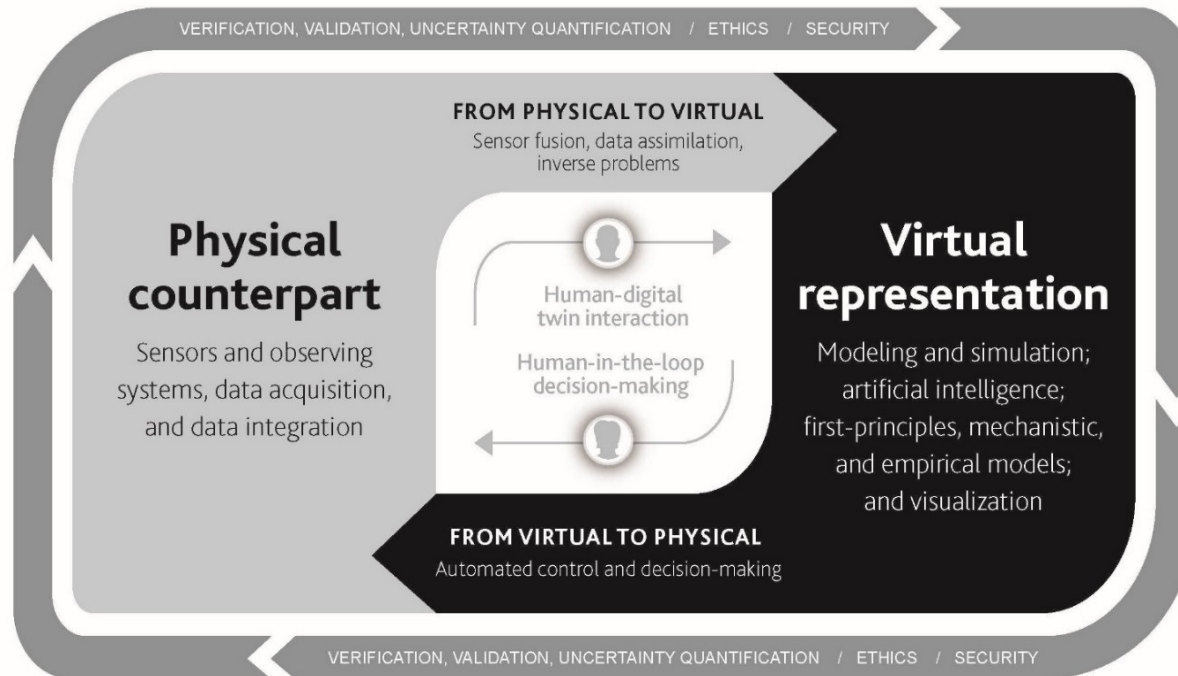 VERIFICATION, VALIDATION, UNCERTAINTY QUANTIFICATION / ETHICS / SECURITY
FROM PHYSICAL TO VIRTUAL
Sensor fusion, data assimilation,
inverse problems
Physical
counterpart
Sensors and observing
systems, data acquisition,
and data integration
Human-digital
twin interaction
Human-in-the-loop
decision-making
Virtual
representation
Modeling and simulation;
artificial intelligence;
first-principles, mechanistic,
and empirical models;
and visualization
FROM VIRTUAL TO PHYSICAL
Automated control and decision-making
VERIFICATION, VALIDATION, UNCERTAINTY QUANTIFICATION / ETHICS / SECURITY